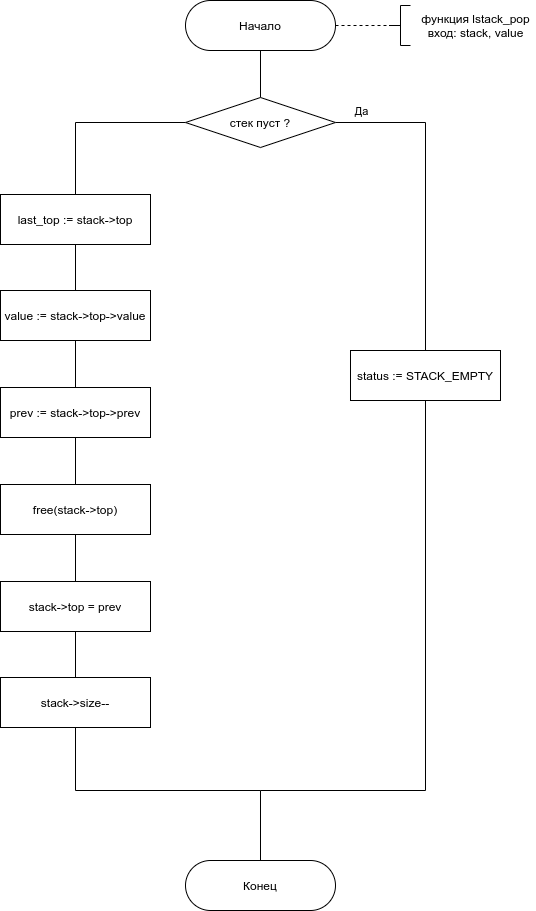 Начало
функция lstack_pop
вход: stack, value
стек пуст ?
Да
last_top := stack->top
value := stack->top->value
prev := stack->top->prev
free(stack->top)
stack->top = prev
stack->size--
status := STACK_EMPTY
Конец